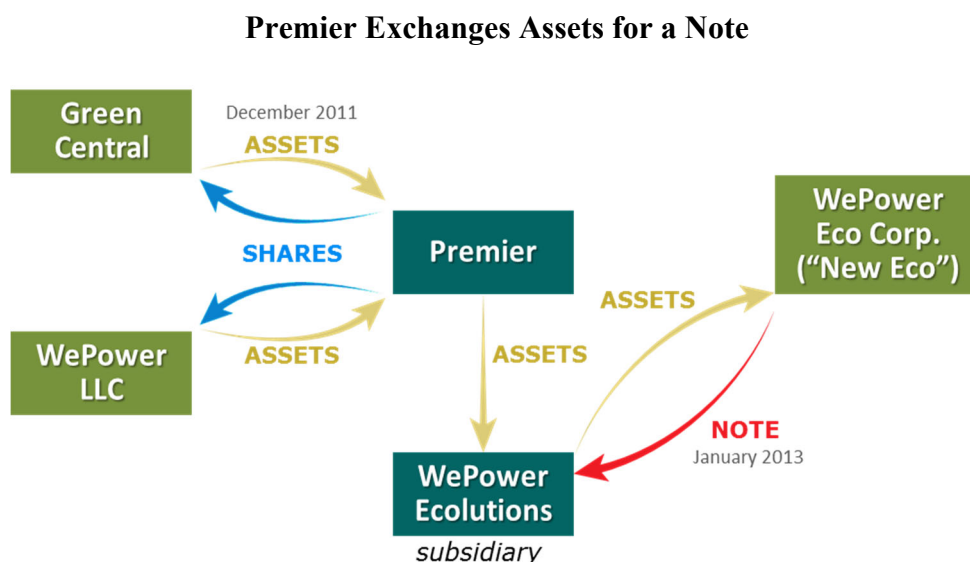 Premier Exchanges Assets for a Note
Green
Central
December 2011
ASSETS
SHARES
WePower
LLC
ASSETS
Premier
ASSETS
WePower
Ecolutions
subsidiary
ASSETS
WePower
Eco Corp.
(“New Eco”)
NOTE
January 2013